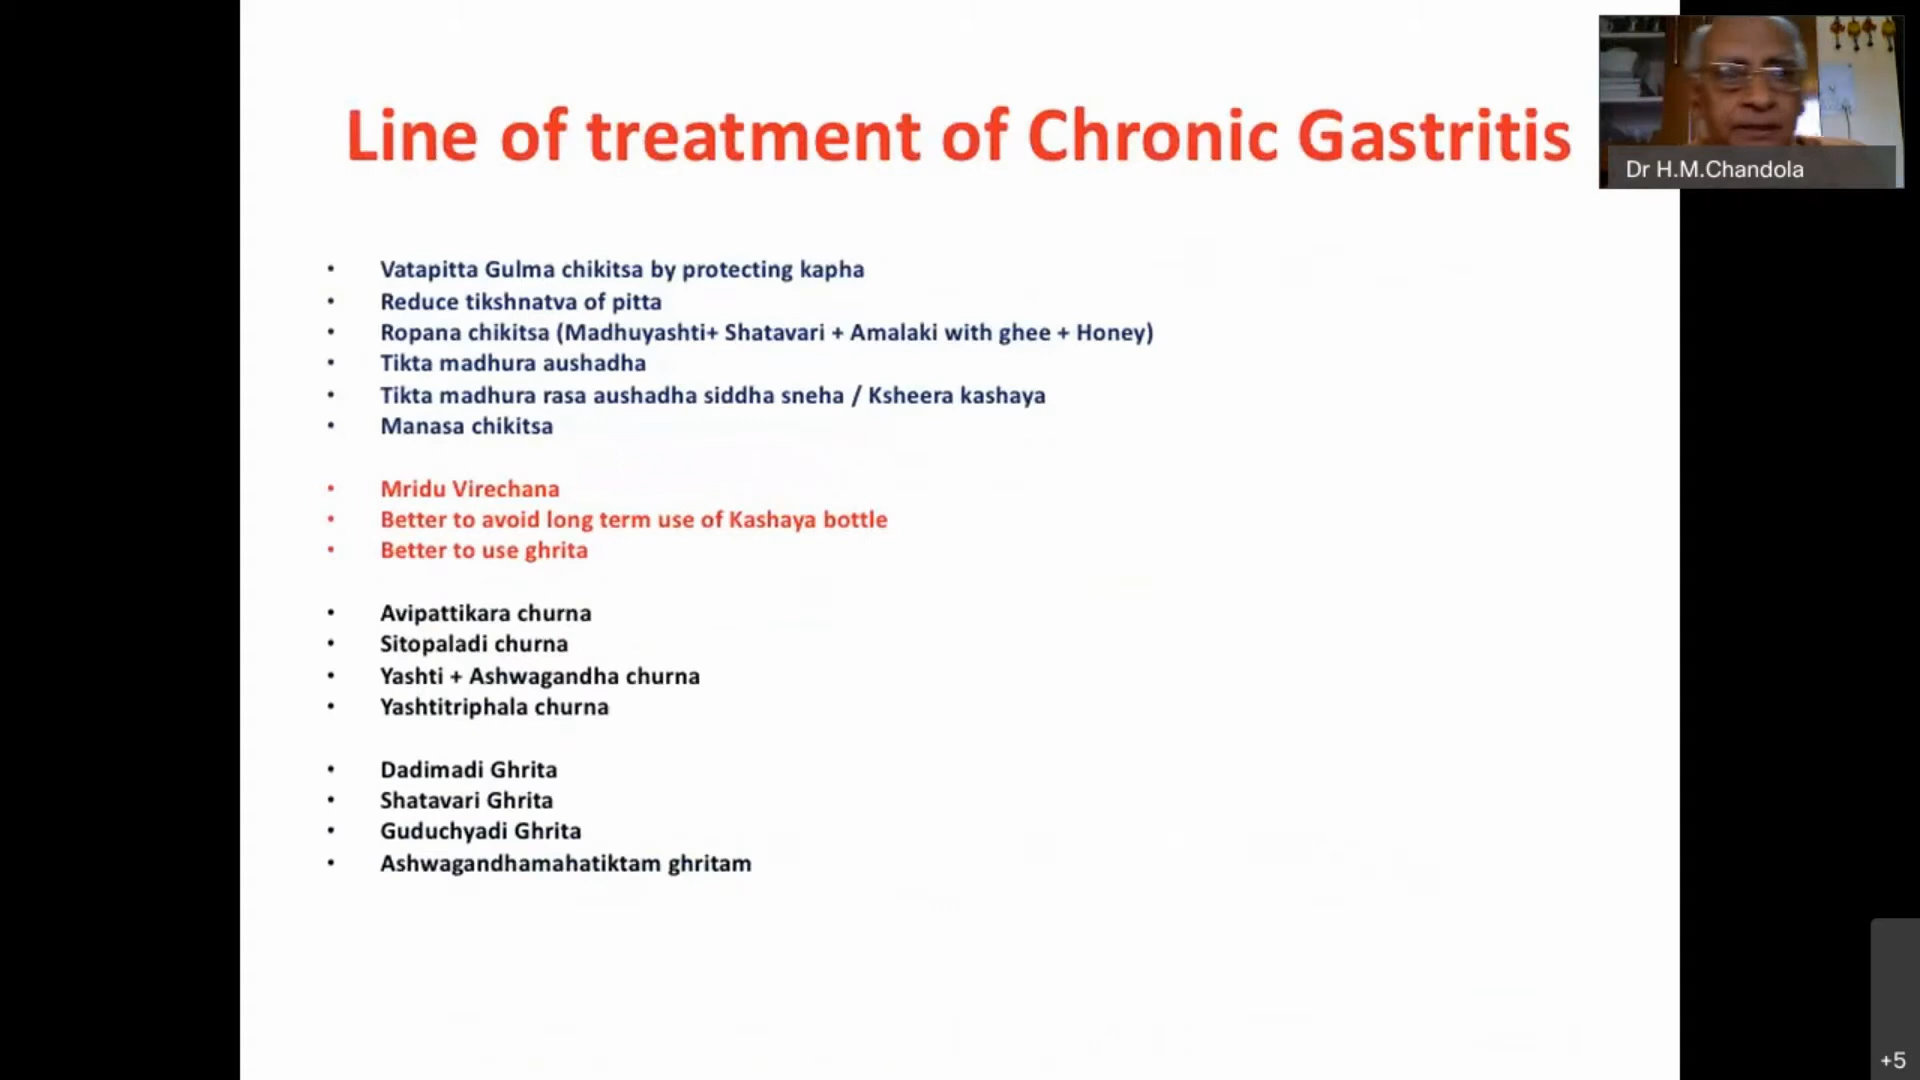 Line of treatment of Chronic Gastritis
Dr H.M.Chandola
• Vatapitta Gulma chikitsa by protecting kapha
• Reduce tikshnatva of pitta
• Ropana chikitsa (Madhuyashti+ Shatavari + Amalaki with ghee + Honey)
• Tikta madhura aushadha
• Tikta madhura rasa aushadha siddha sneha / Ksheera kashaya
• Manasa chikitsa
• Mridu Virechana
• Better to avoid long term use of Kashaya bottle
• Better to use ghrita
• Avipattikara churna
• Sitopaladi churna
• Yashti + Ashwagandha churna
• Yashtitriphala churna
• Dadimadi Ghrita
• Shatavari Ghrita
• Guduchyadi Ghrita
• Ashwagandhamahatiktam ghritam
+5